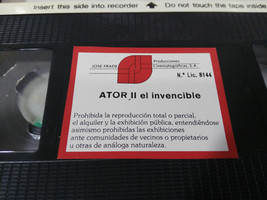 Insert this side into recorder
Do not touch the tape inside
JOSE FRADE
Producciones
Cinematográficas, S.A.
N.º Lic. 8144
ATOR II el invencible
Prohibida la reproducción total o parcial,
el alquiler y la exhibición pública, entendiéndose
asimismo prohibidas las exhibiciones
ante comunidades de vecinos o propietarios
u otras de análoga naturaleza.